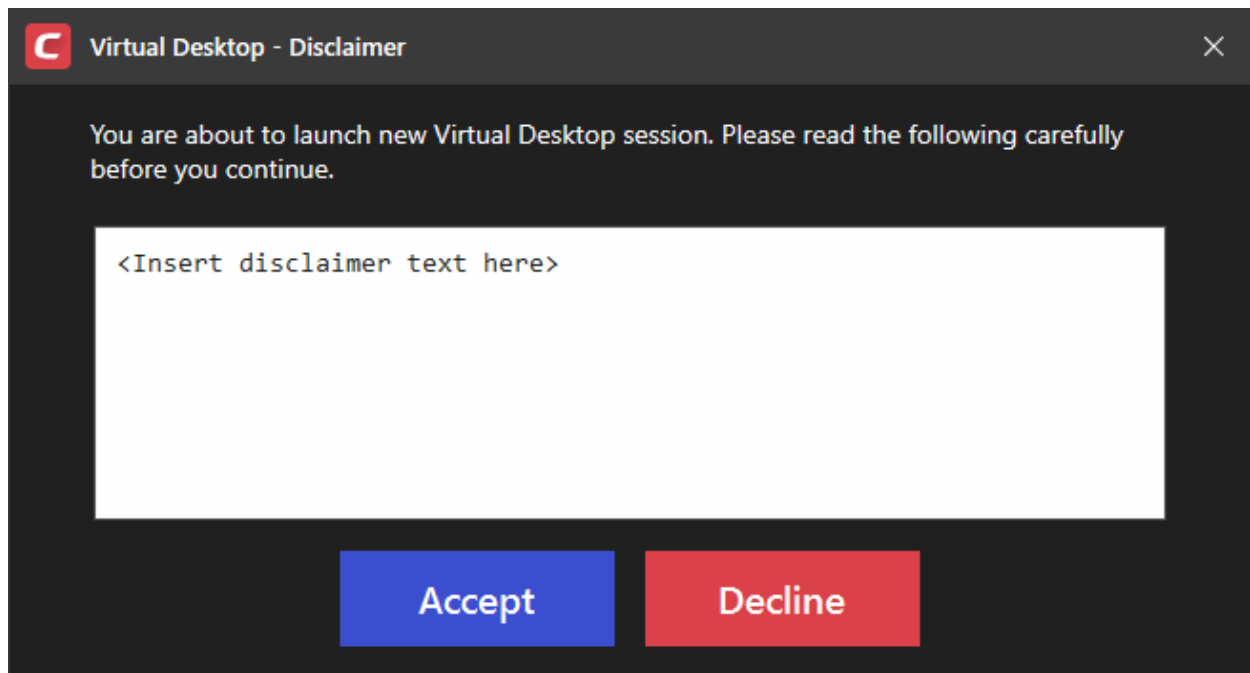 Virtual Desktop - Disclaimer
You are about to launch new Virtual Desktop session. Please read the following carefully
before you continue.
<Insert disclaimer text here>
Accept
Decline